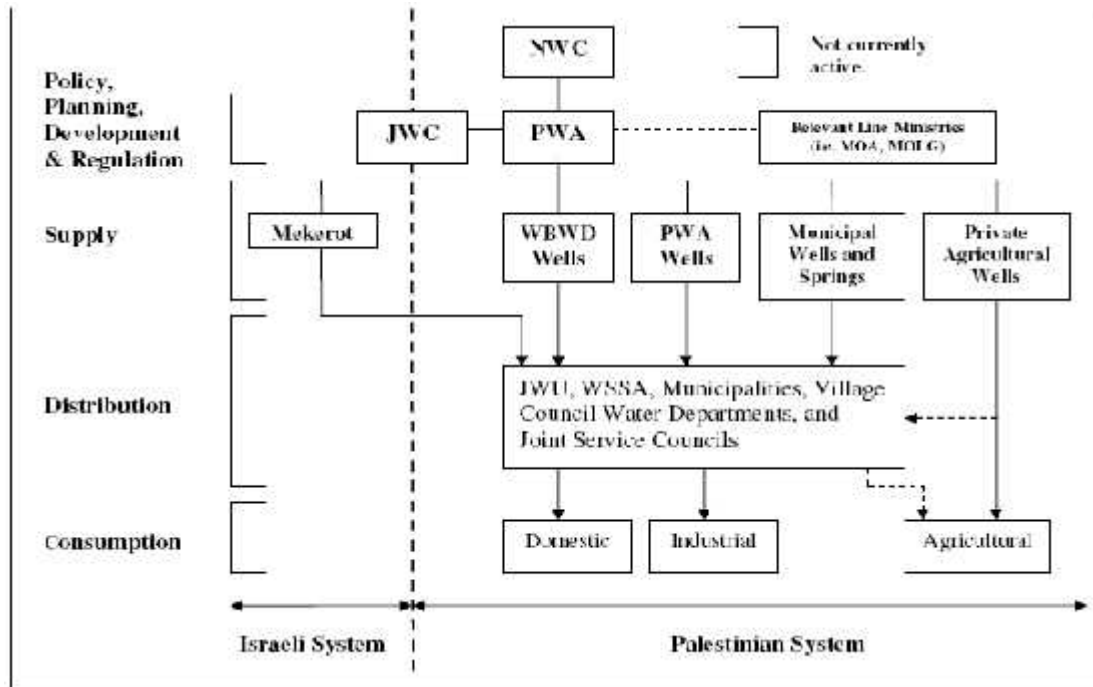 NWC
Not currently
active.
Policy,
Planning,
Development
& Regulation
JWC
PWA
Relevant Line Ministries
(i.e. MOA, MOLG)
Supply
Mekerot
WBWD
Wells
PWA
Wells
Municipal
Wells and
Springs
Private
Agricultural
Wells
Distribution
JWU, WSSA, Municipalities, Village
Council Water Departments, and
Joint Service Councils
Consumption
Domestic
Industrial
Agricultural
Israeli System
Palestinian System